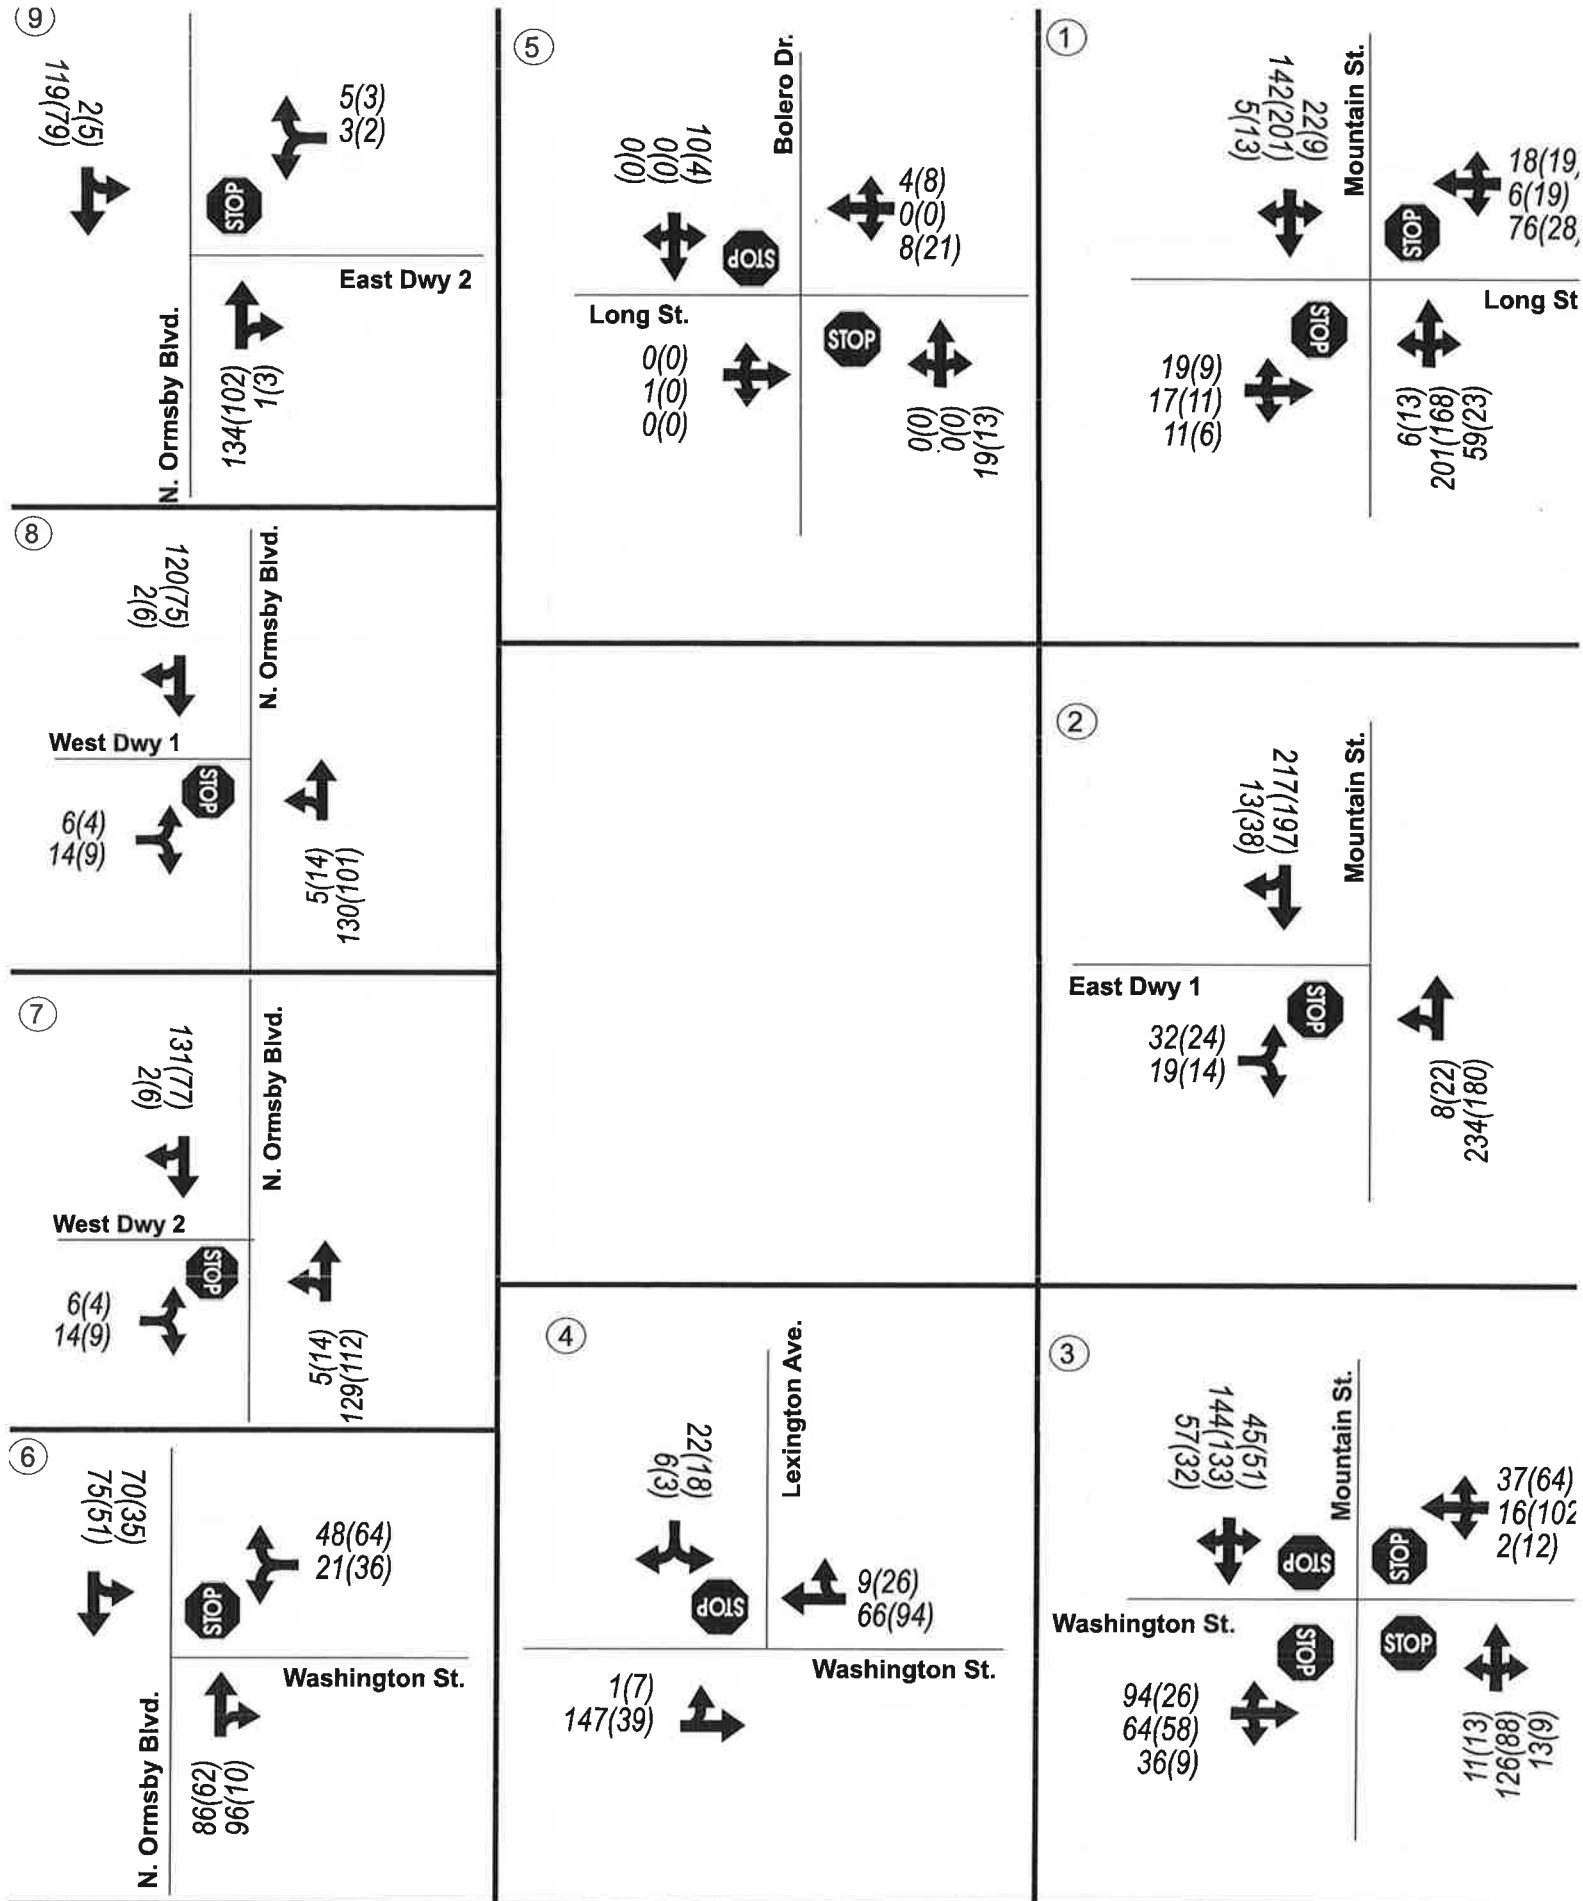 9
119(79)
2(5)
5(3)
3(2)
STOP
East Dwy 2
N. Ormsby Blvd.
134(102)
1(3)
8
120(75)
2(6)
N. Ormsby Blvd.
West Dwy 1
STOP
6(4)
14(9)
5(14)
130(101)
7
131(77)
2(6)
N. Ormsby Blvd.
West Dwy 2
STOP
6(4)
14(9)
5(14)
129(112)
6
75(51)
70(35)
48(64)
21(36)
STOP
Washington St.
N. Ormsby Blvd.
86(62)
96(10)
5
Bolero Dr.
10(4)
0(0)
0(0)
STOP
4(8)
0(0)
8(21)
Long St.
0(0)
1(0)
0(0)
STOP
0(0)
0(0)
19(13)
4
Lexington Ave.
22(18)
6(3)
STOP
9(26)
66(94)
Washington St.
1(7)
147(39)
1
Mountain St.
22(9)
142(201)
5(13)
18(19)
6(19)
76(28)
STOP
Long St
STOP
19(9)
17(11)
11(6)
6(13)
201(168)
59(23)
2
Mountain St.
217(197)
13(38)
East Dwy 1
STOP
32(24)
19(14)
8(22)
234(180)
3
Mountain St.
45(51)
144(133)
57(32)
37(64)
16(102
2(12)
STOP
STOP
Washington St.
STOP
STOP
94(26)
64(58)
36(9)
11(13)
126(88)
13(9)